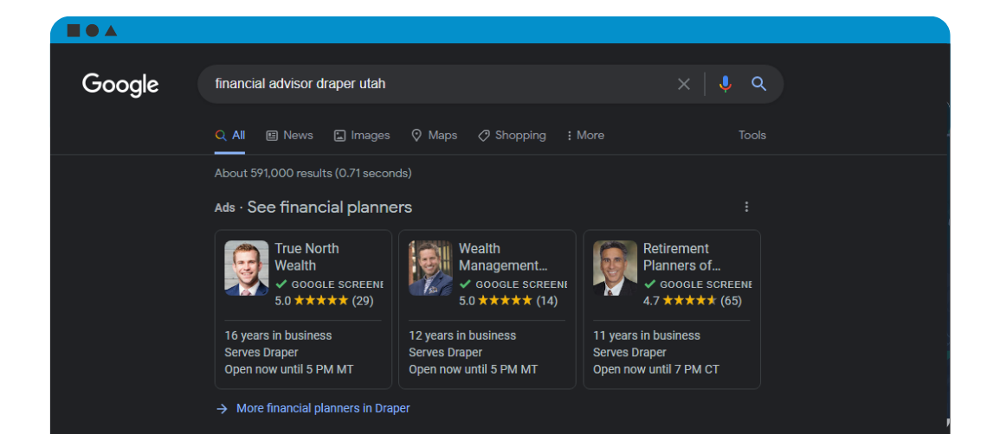 Google
financial advisor draper utah
All News Images Maps Shopping More Tools
About 591,000 results (0.71 seconds)
Ads · See financial planners
True North
Wealth
GOOGLE SCREENE
5.0 (29)
16 years in business
Serves Draper
Open now until 5 PM MT
Wealth
Management...
GOOGLE SCREENE
5.0 (14)
12 years in business
Serves Draper
Open now until 5 PM MT
Retirement
Planners of...
GOOGLE SCREENE
4.7 (65)
11 years in business
Serves Draper
Open now until 7 PM CT
More financial planners in Draper